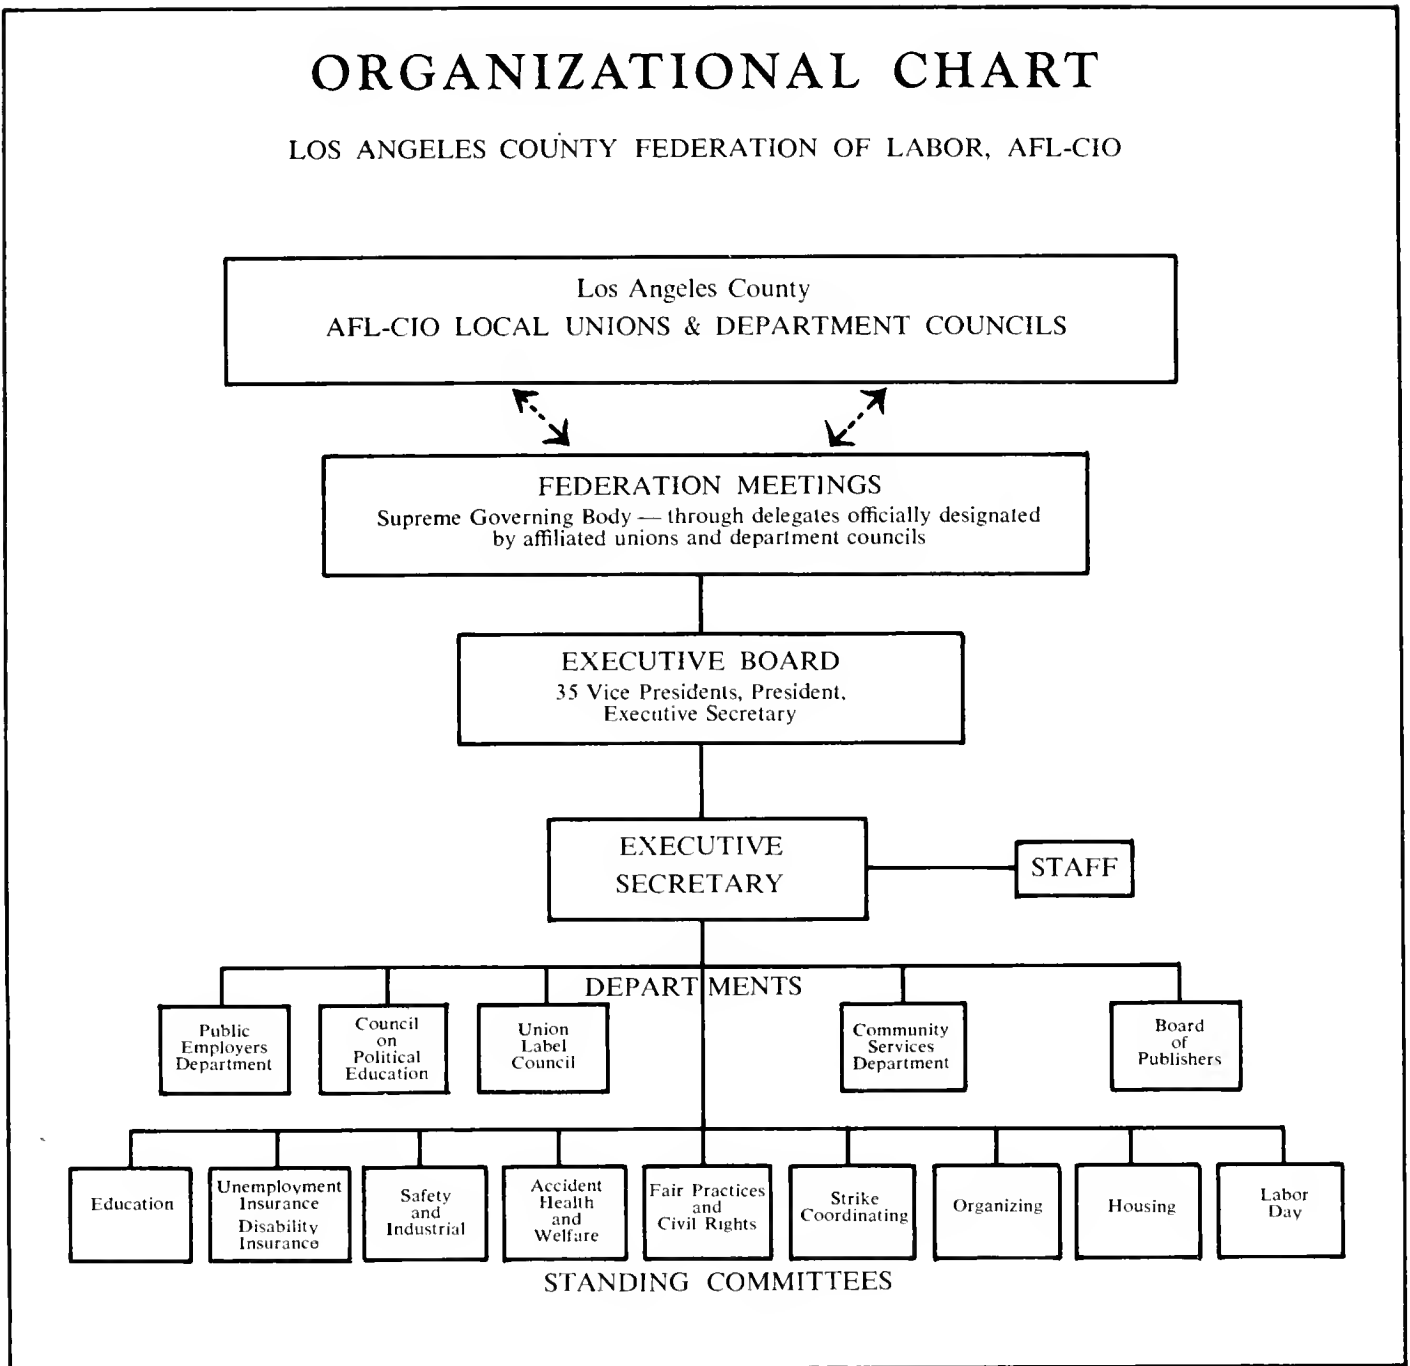 ORGANIZATIONAL CHART
LOS ANGELES COUNTY FEDERATION OF LABOR, AFL-CIO
Los Angeles County
AFL-CIO LOCAL UNIONS & DEPARTMENT COUNCILS
FEDERATION MEETINGS
Supreme Governing Body — through delegates officially designated
by affiliated unions and department councils
EXECUTIVE BOARD
35 Vice Presidents, President,
Executive Secretary
EXECUTIVE
SECRETARY
STAFF
DEPARTMENTS
Public
Employers
Department
Council
on
Political
Education
Union
Label
Council
Community
Services
Department
Board
of
Publishers
Education
Unemployment
Insurance
Disability
Insurance
Safety
and
Industrial
Accident
Health
and
Welfare
Fair Practices
and
Civil Rights
Strike
Coordinating
Organizing
Housing
Labor
Day
STANDING COMMITTEES